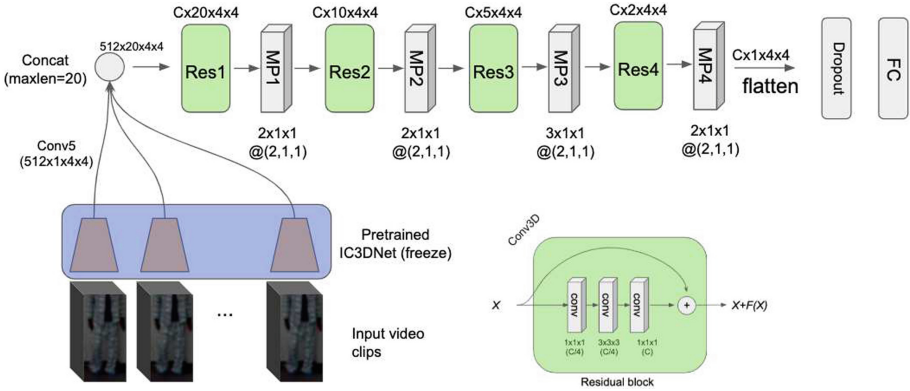 Cx20x4x4
Cx10x4x4
Cx5x4x4
Cx2x4x4
Concat
(maxlen=20)
512x20x4x4
Res1
MP1
Res2
MP2
Res3
MP3
Res4
MP4
Cx1x4x4
flatten
Dropout
FC
2x1x1
@(2,1,1)
2x1x1
@(2,1,1)
3x1x1
@(2,1,1)
2x1x1
@(2,1,1)
Conv5
(512x1x4x4)
Pretrained
IC3DNet (freeze)
...
Input video
clips
Conv3D
X
conv
conv
conv
+
X+F(X)
1x1x1
(C/4)
3x3x3
(C/4)
1x1x1
(C)
Residual block